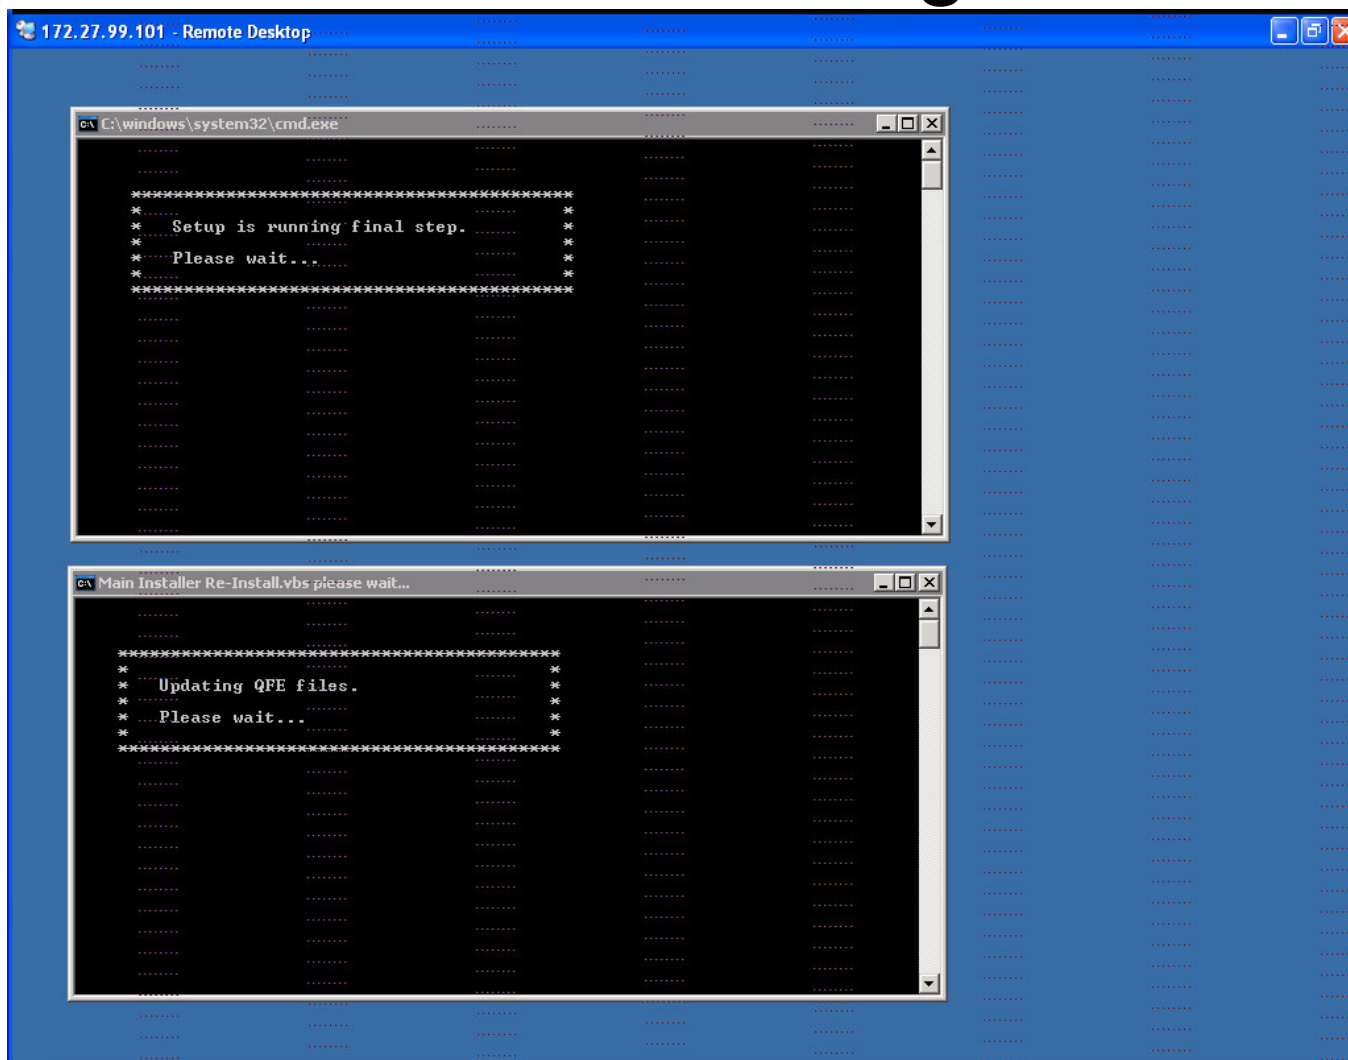 172.27.99.101 - Remote Desktop
C:\windows\system32\cmd.exe
******************************************
* *
* Setup is running final step. *
* *
* Please wait... *
* *
******************************************
Main Installer Re-Install.vbs please wait...
******************************************
* *
* Updating QFE files. *
* *
* Please wait... *
* *
******************************************